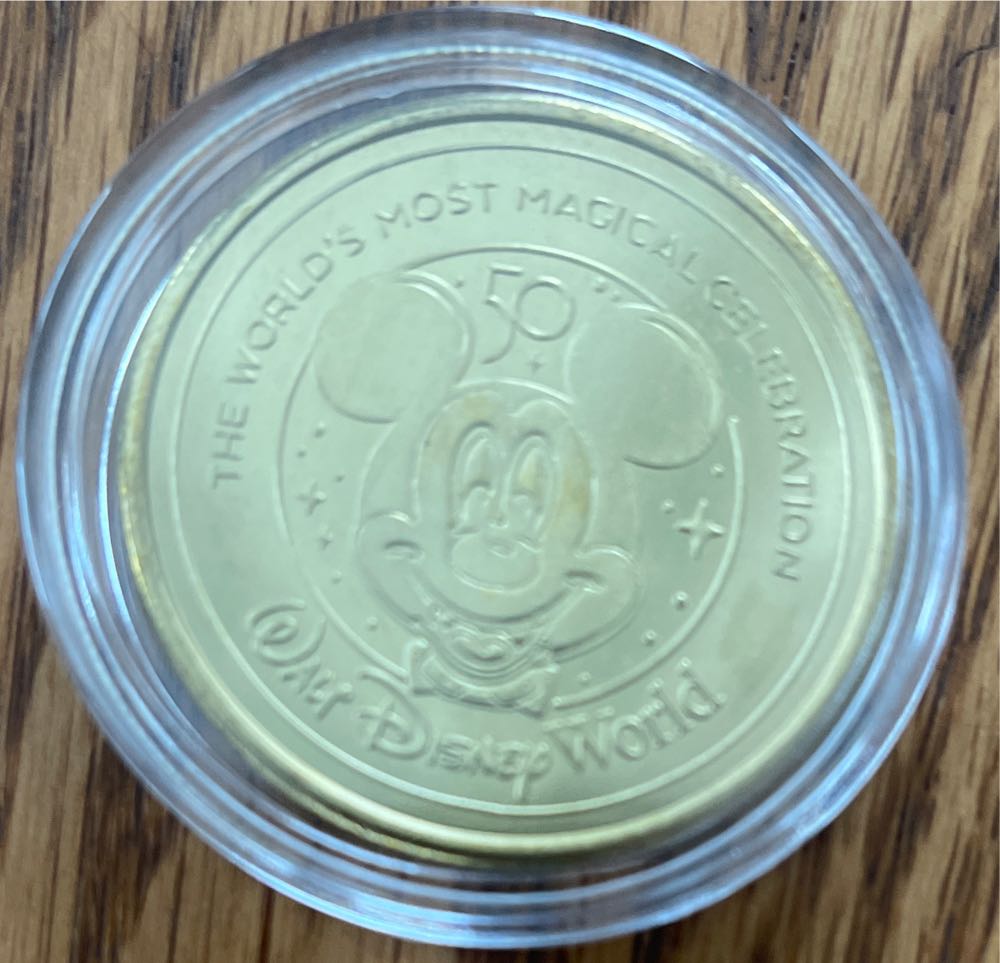 THE WORLD'S MOST MAGICAL CELEBRATION
50
WALT DISNEY World